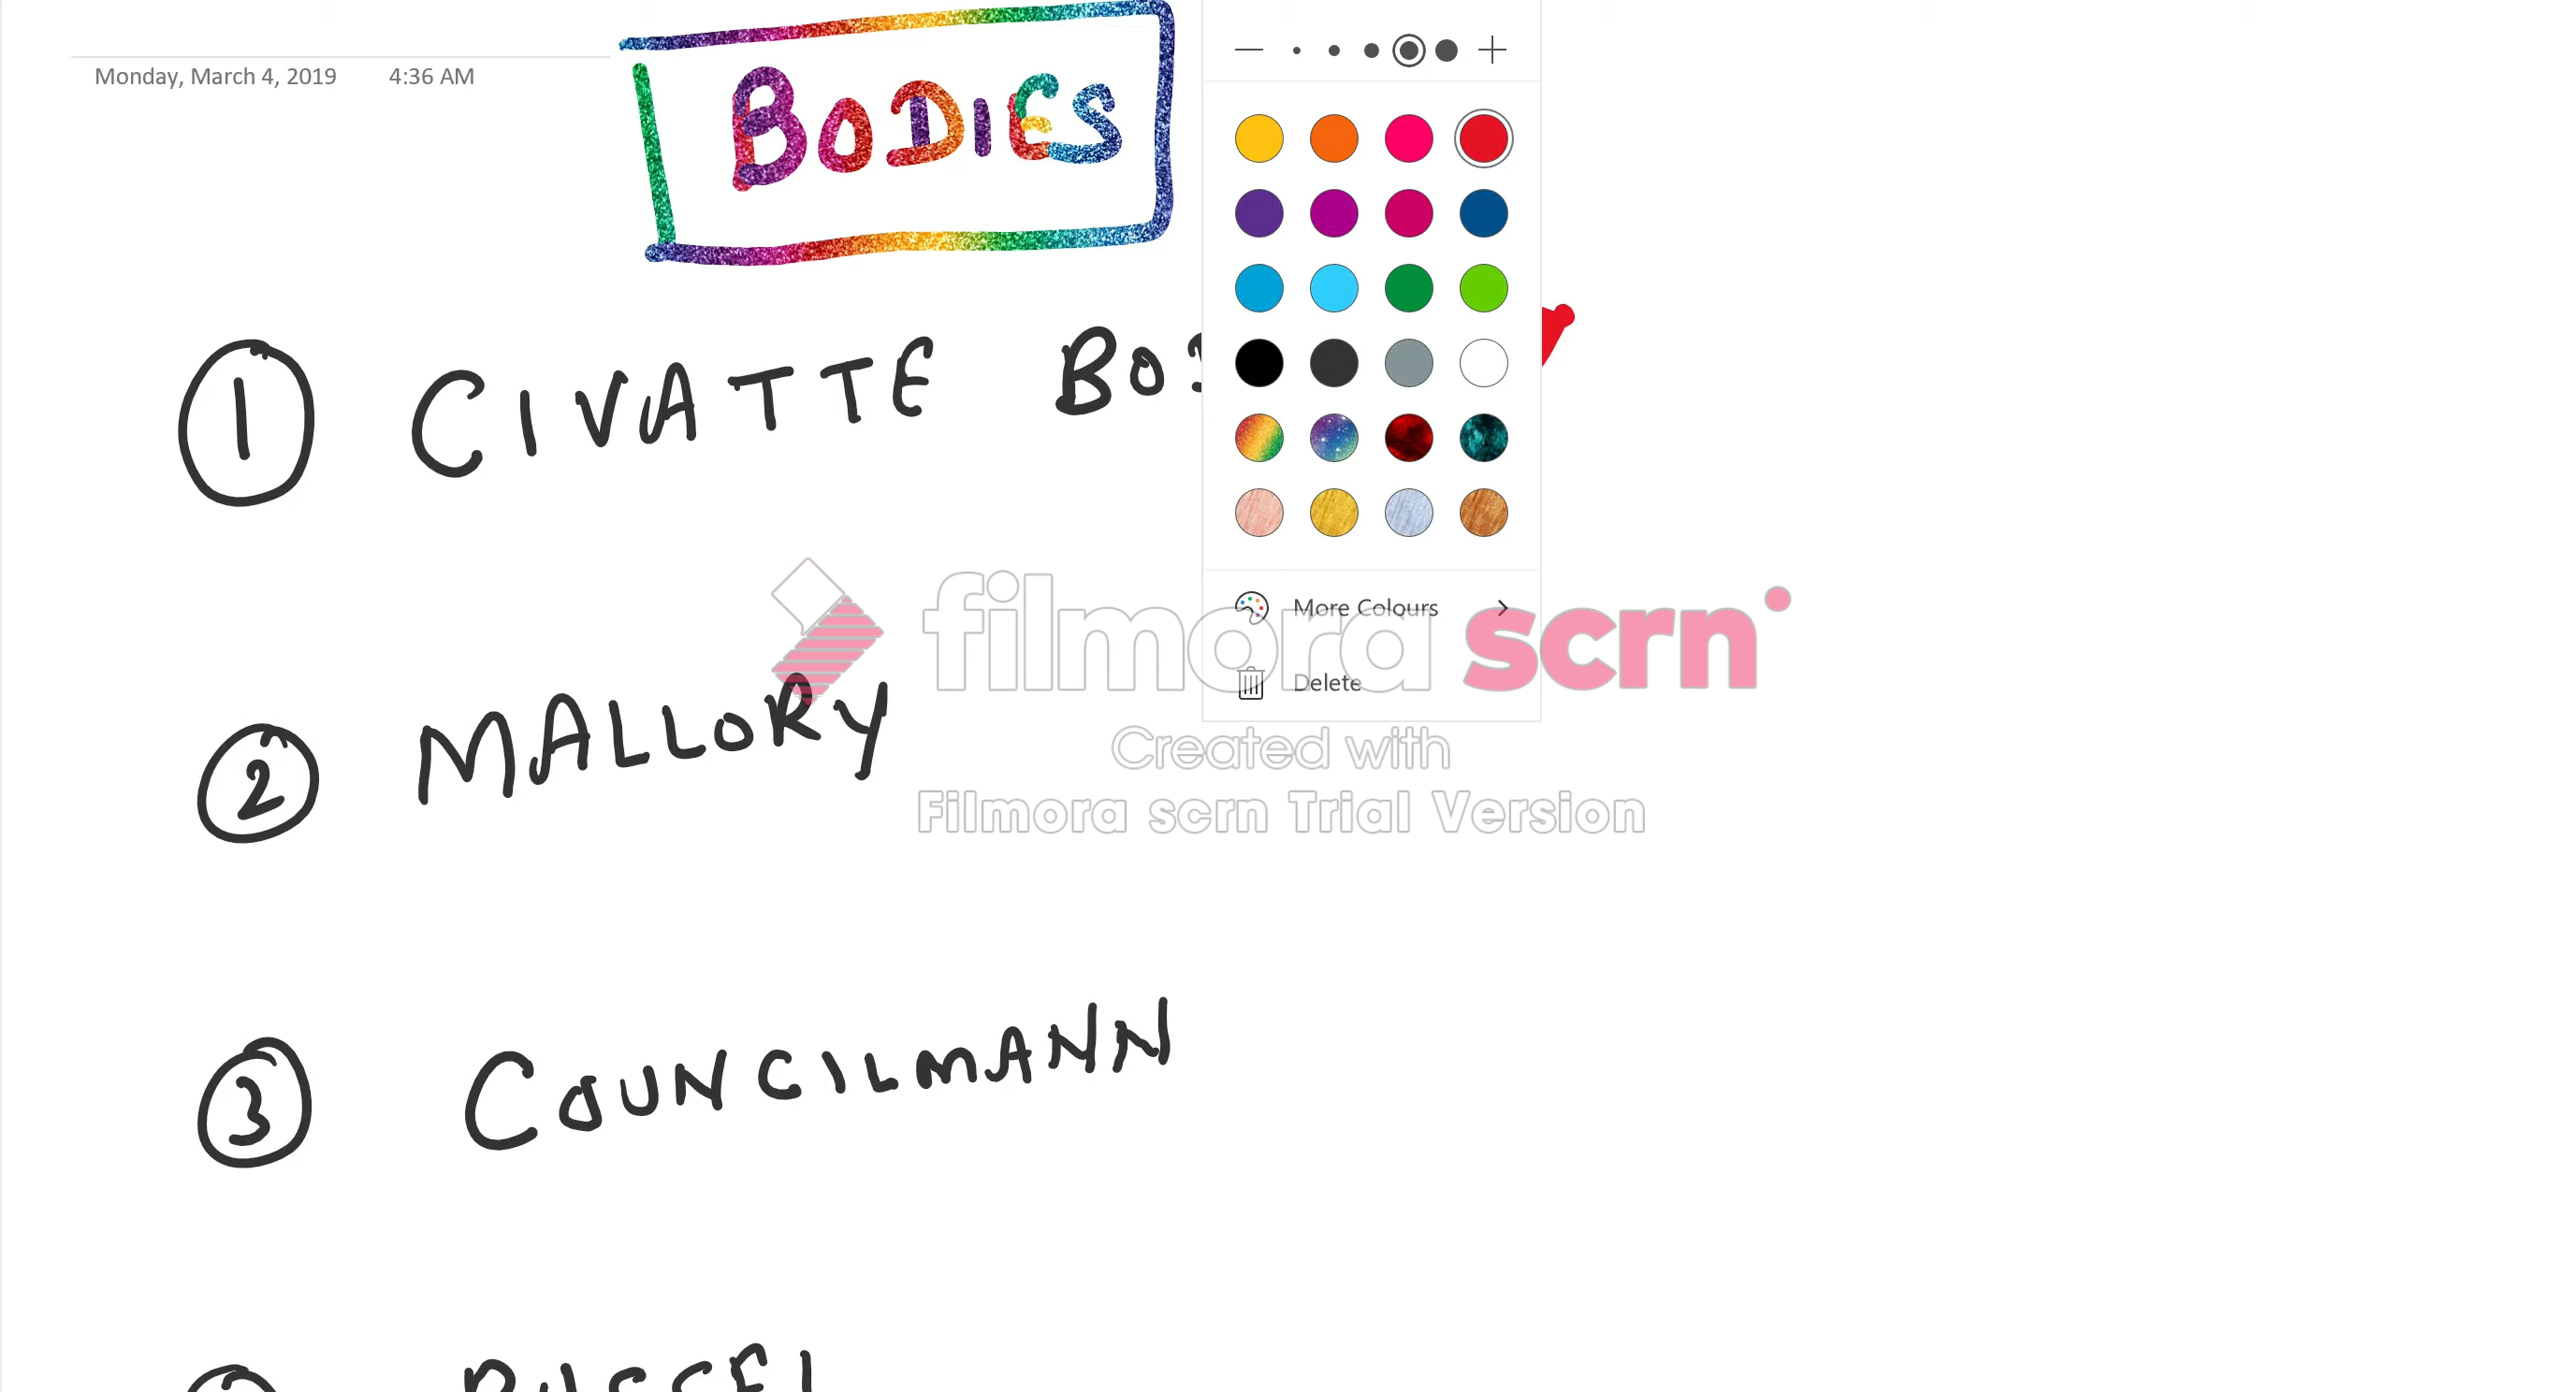 BODIES
Monday, March 4, 2019 4:36 AM
1 CIVATTE
2 MALLORY
filmora scrn
More Colours
Delete
Created with
Filmora scrn Trial Version
3 COUNCILMANN